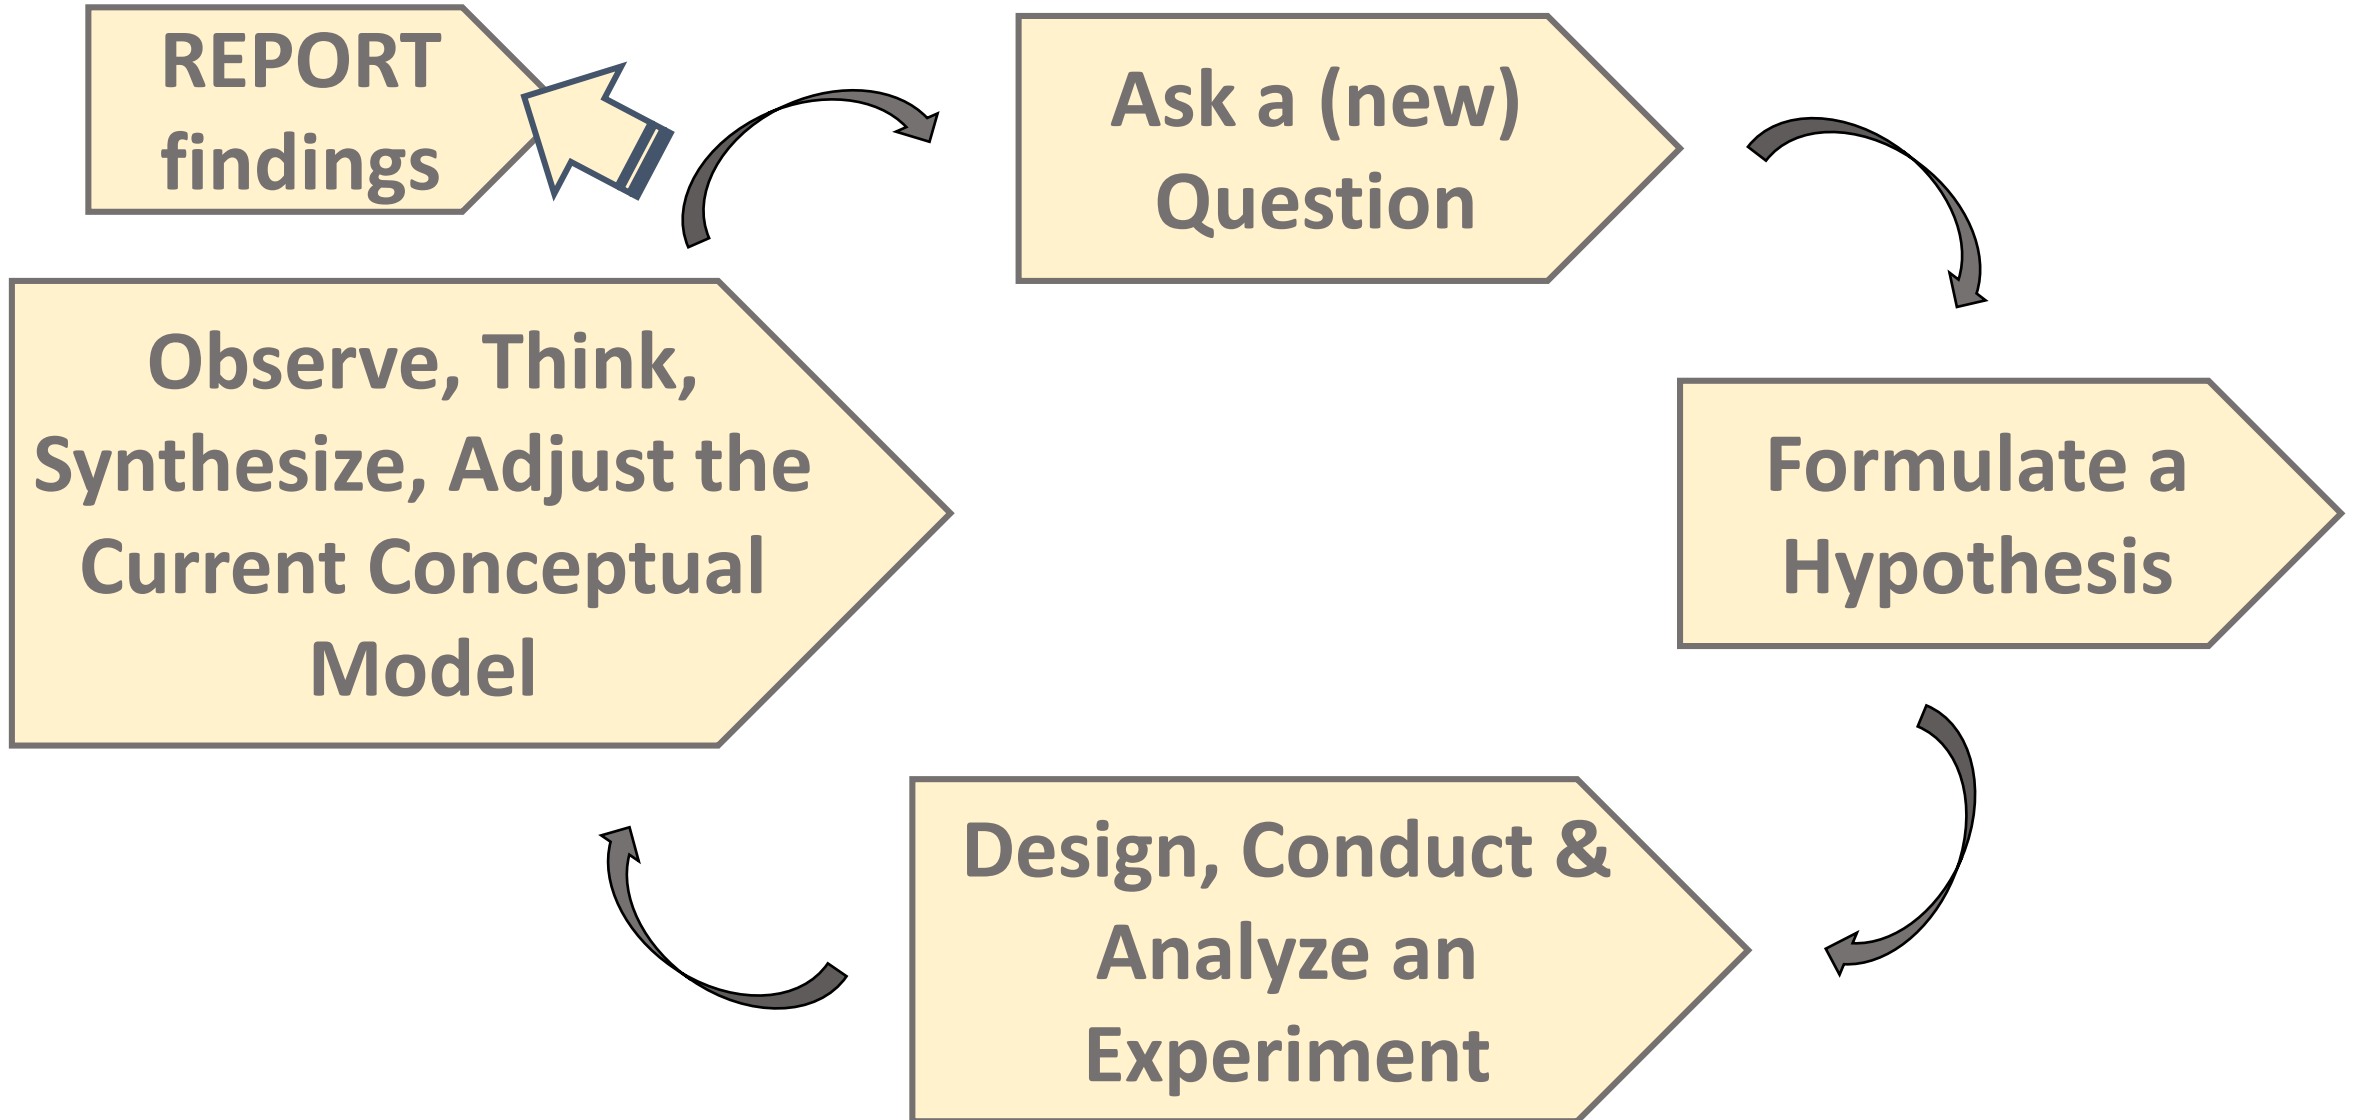 REPORT
findings
Ask a (new)
Question
Formulate a
Hypothesis
Design, Conduct &
Analyze an
Experiment
Observe, Think,
Synthesize, Adjust the
Current Conceptual
Model